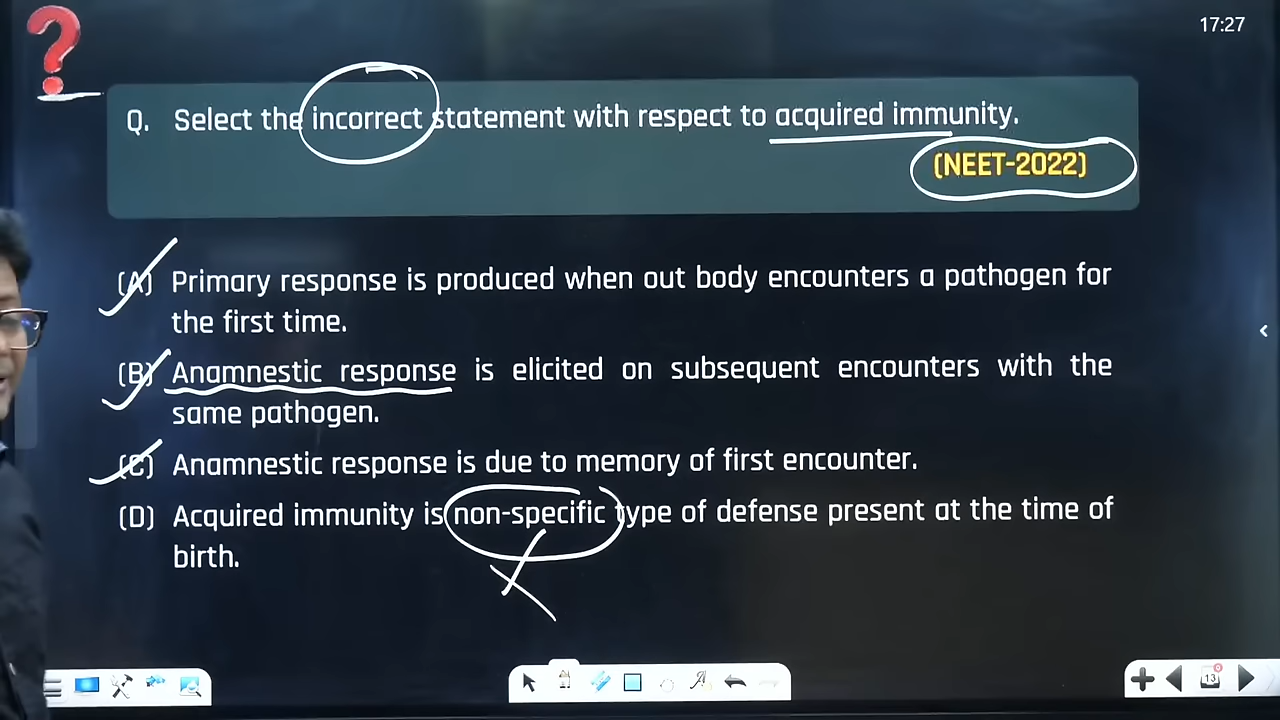 17:27
Q. Select the incorrect statement with respect to acquired immunity.
(NEET-2022)
(A) Primary response is produced when out body encounters a pathogen for
the first time.
(B) Anamnestic response is elicited on subsequent encounters with the
same pathogen.
(C) Anamnestic response is due to memory of first encounter.
(D) Acquired immunity is non-specific type of defense present at the time of
birth.
13